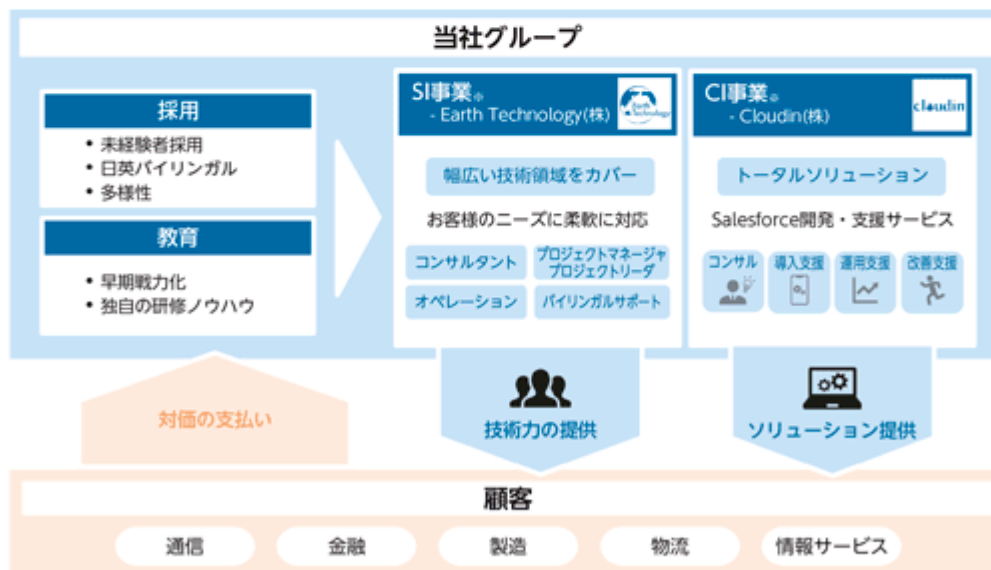 当社グループ
採用
• 未経験者採用
• 日英バイリンガル
• 多様性
教育
• 早期戦力化
• 独自の研修ノウハウ
SI事業※
- Earth Technology(株)
Earth
Technology
幅広い技術領域をカバー
お客様のニーズに柔軟に対応
コンサルタント
プロジェクトマネージャ
プロジェクトリーダ
オペレーション
バイリンガルサポート
CI事業※
- Cloudin(株)
cloudin
トータルソリューション
Salesforce開発・支援サービス
コンサル
導入支援
運用支援
改善支援
対価の支払い
技術力の提供
ソリューション提供
顧客
通信
金融
製造
物流
情報サービス